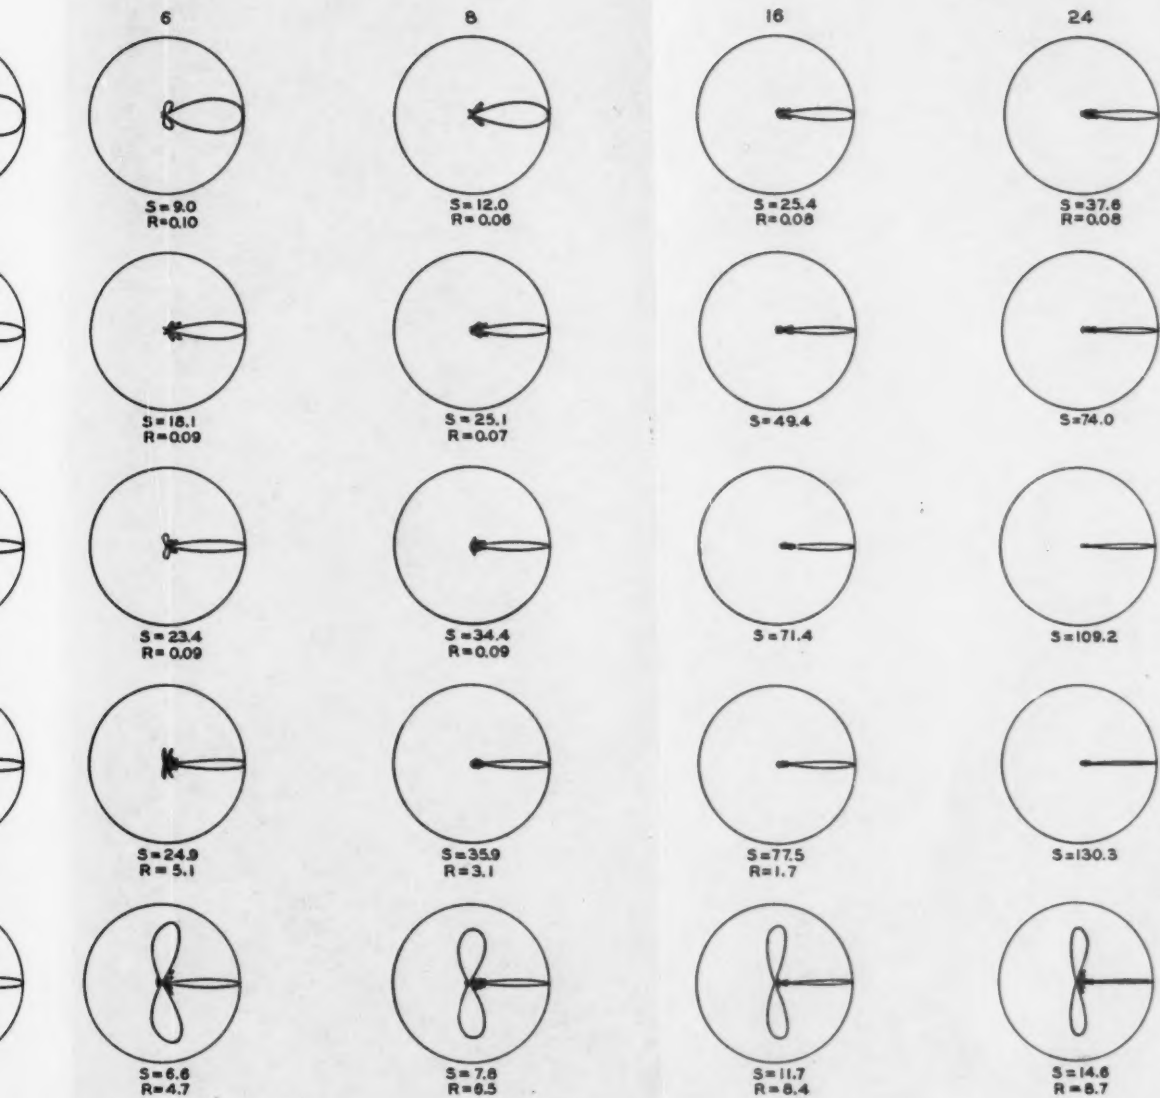 6 8 16 24
S=9.0 S=12.0 S=25.4 S=37.6
R=0.10 R=0.06 R=0.08 R=0.08
S=18.1 S=25.1 S=49.4 S=74.0
R=0.09 R=0.07
S=23.4 S=34.4 S=71.4 S=109.2
R=0.09 R=0.09
S=24.9 S=35.9 S=77.5 S=130.3
R=5.1 R=3.1 R=1.7
S=6.6 S=7.8 S=11.7 S=14.6
R=4.7 R=6.5 R=8.4 R=8.7